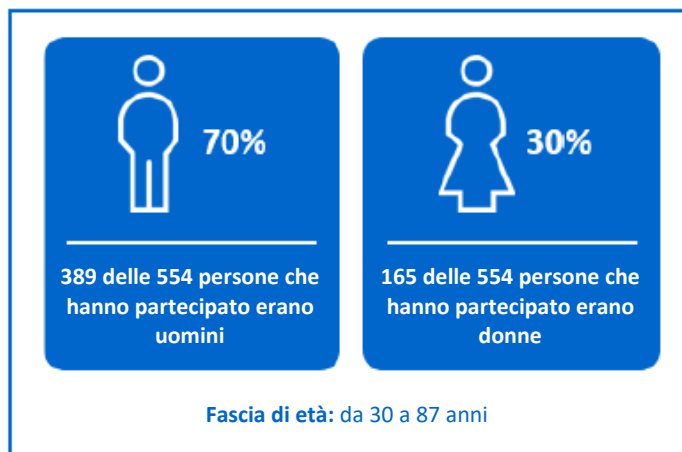 70%
389 delle 554 persone che
hanno partecipato erano
uomini
30%
165 delle 554 persone che
hanno partecipato erano
donne
Fascia di età: da 30 a 87 anni